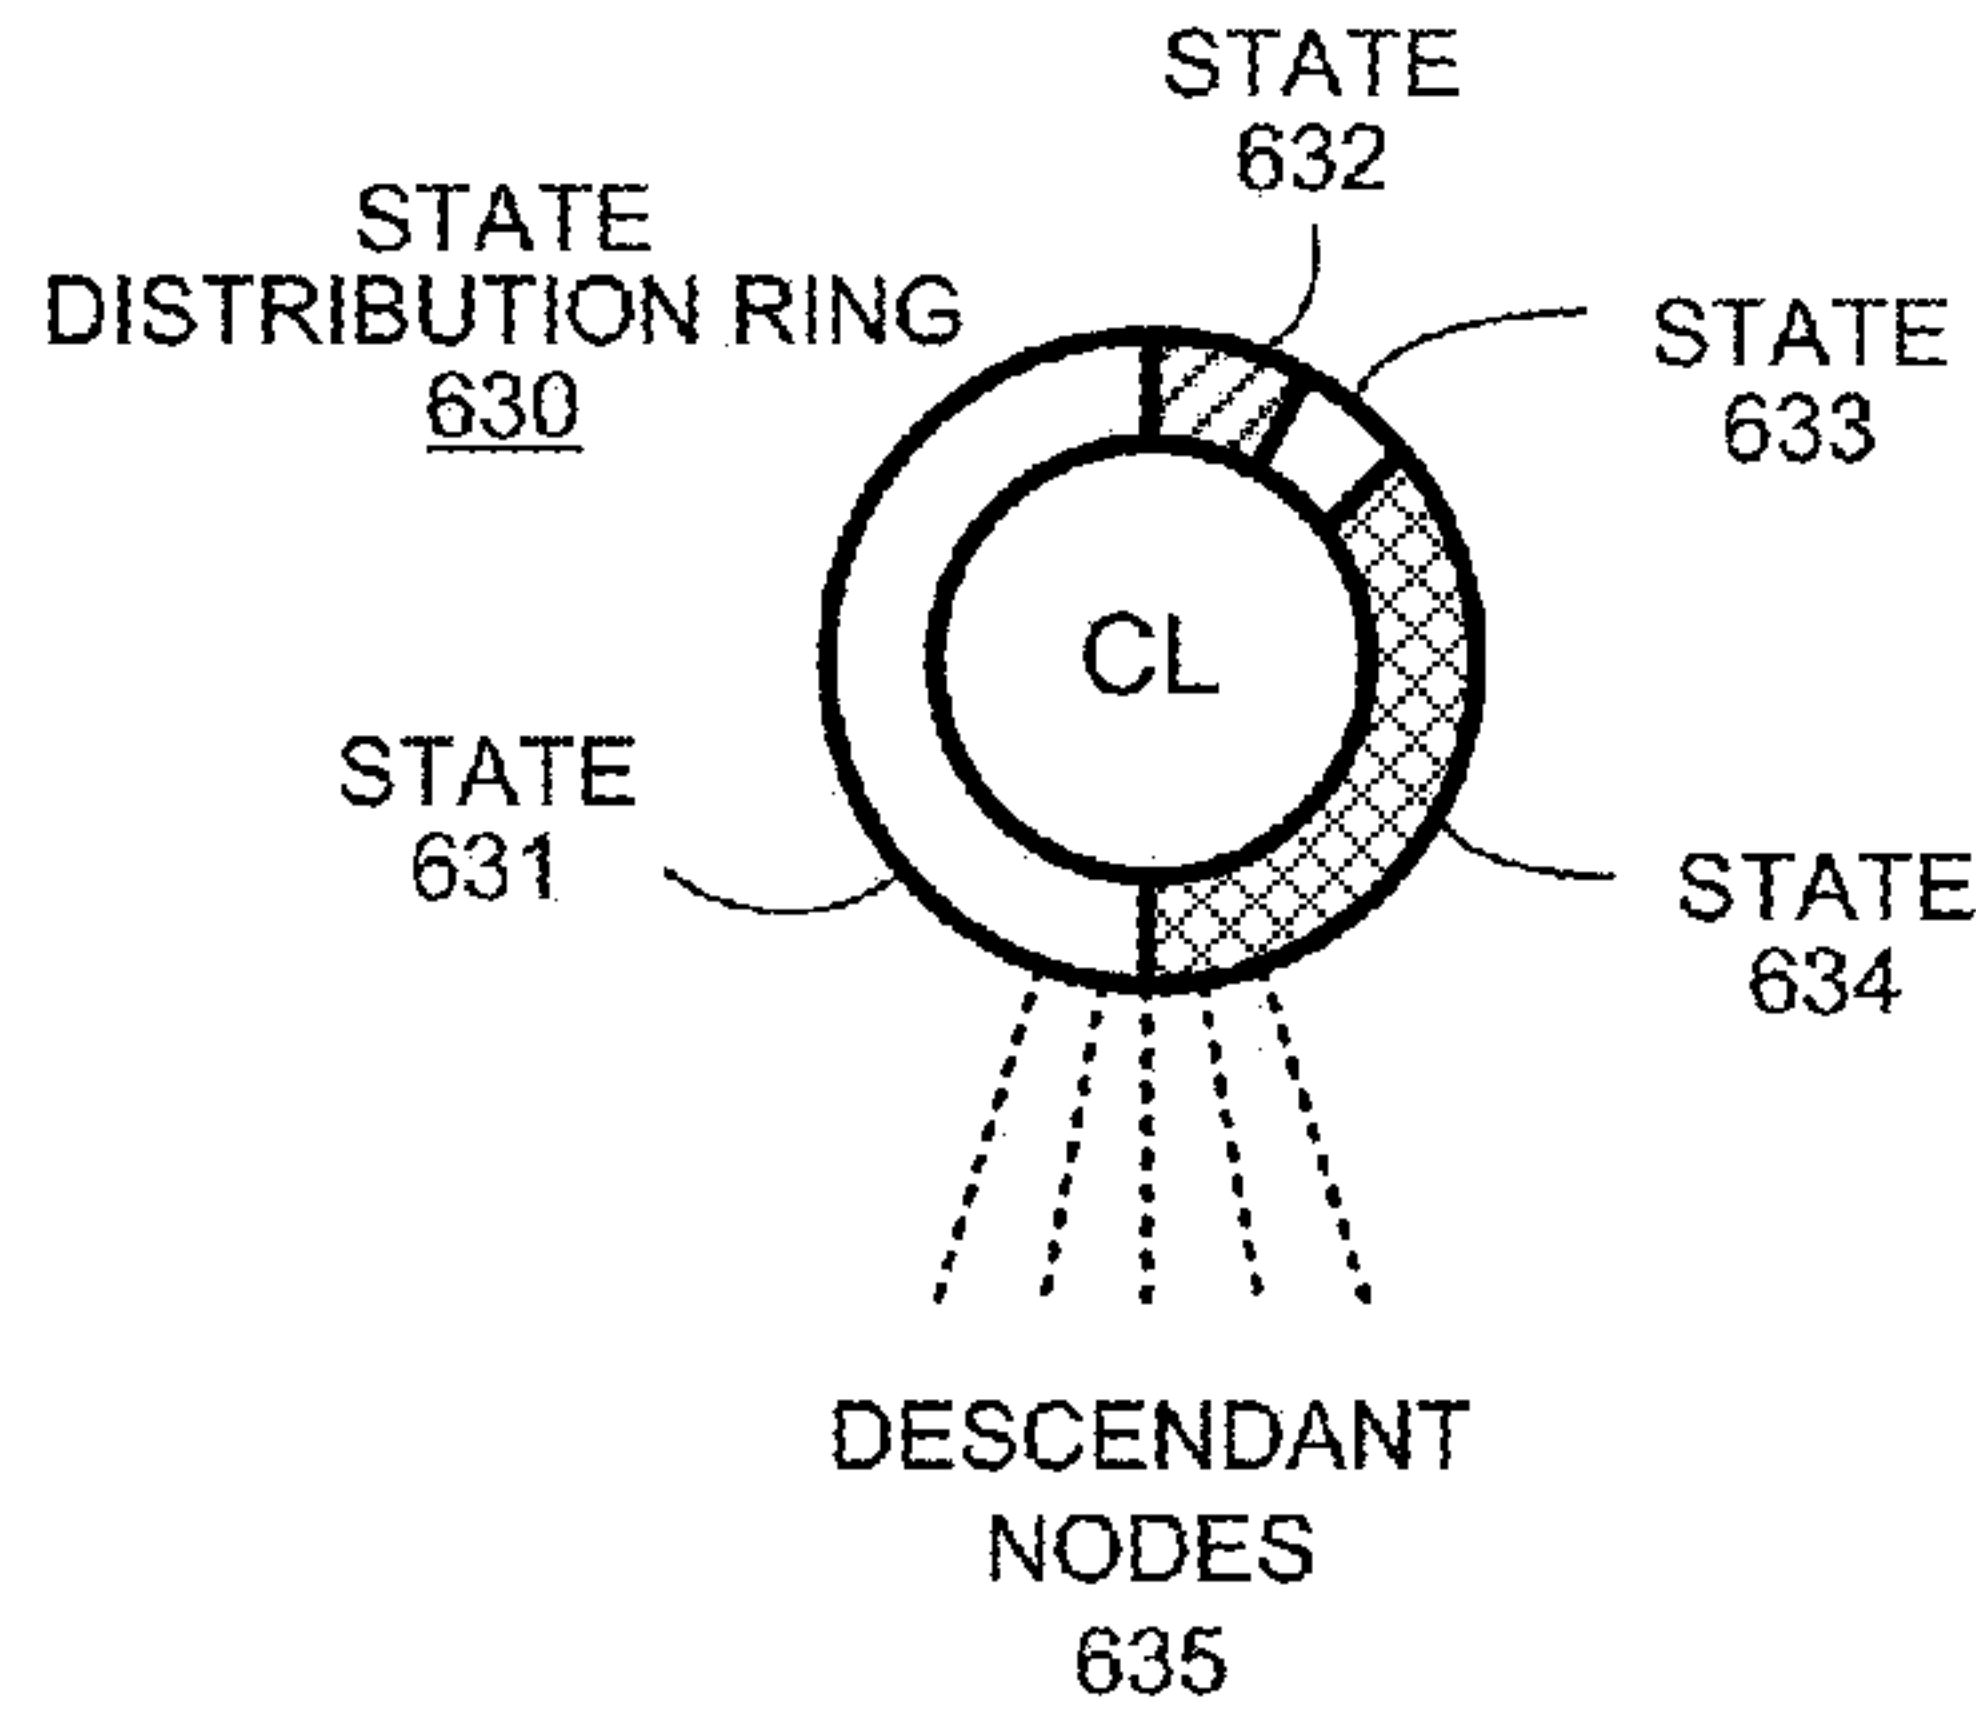 STATE
632
STATE
DISTRIBUTION RING
630
STATE
633
CL
STATE
631
STATE
634
DESCENDANT
NODES
635